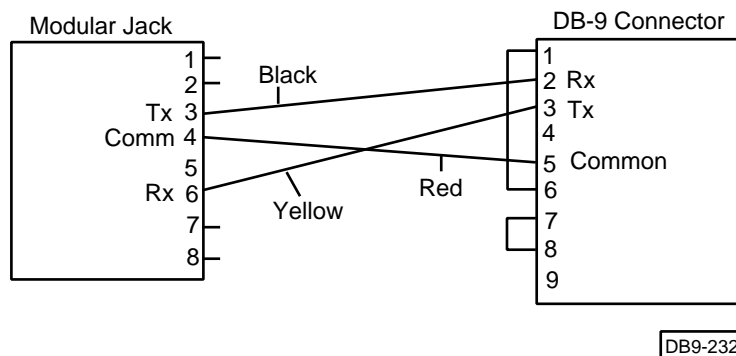 Modular Jack
DB-9 Connector
1
2
Tx 3
Comm 4
5
Rx 6
7
8
Black
Red
Yellow
1
2 Rx
3 Tx
4
5 Common
6
7
8
9
DB9-232